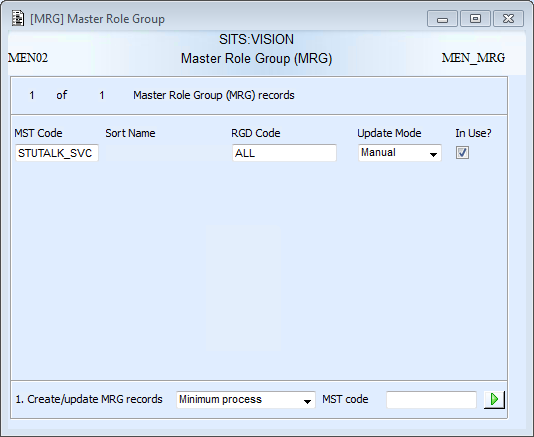 [MRG] Master Role Group
SITS:VISION
MEN02 Master Role Group (MRG) MEN_MRG
1 of 1 Master Role Group (MRG) records
MST Code Sort Name RGD Code Update Mode In Use?
STUTALK_SVC ALL Manual
1. Create/update MRG records Minimum process MST code